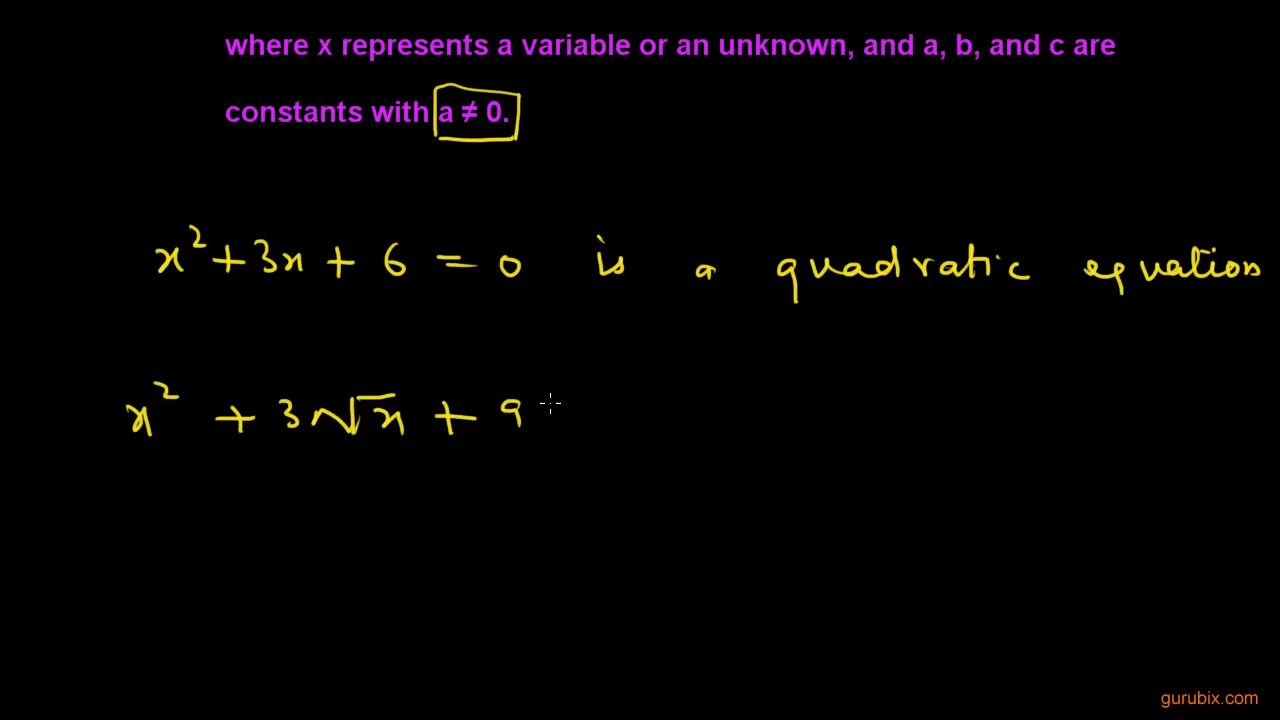 where x represents a variable or an unknown, and a, b, and c are
constants with a ≠ 0.
x² + 3x + 6 = 0 is a quadratic equation
x² + 3√x + 9
gurubix.com